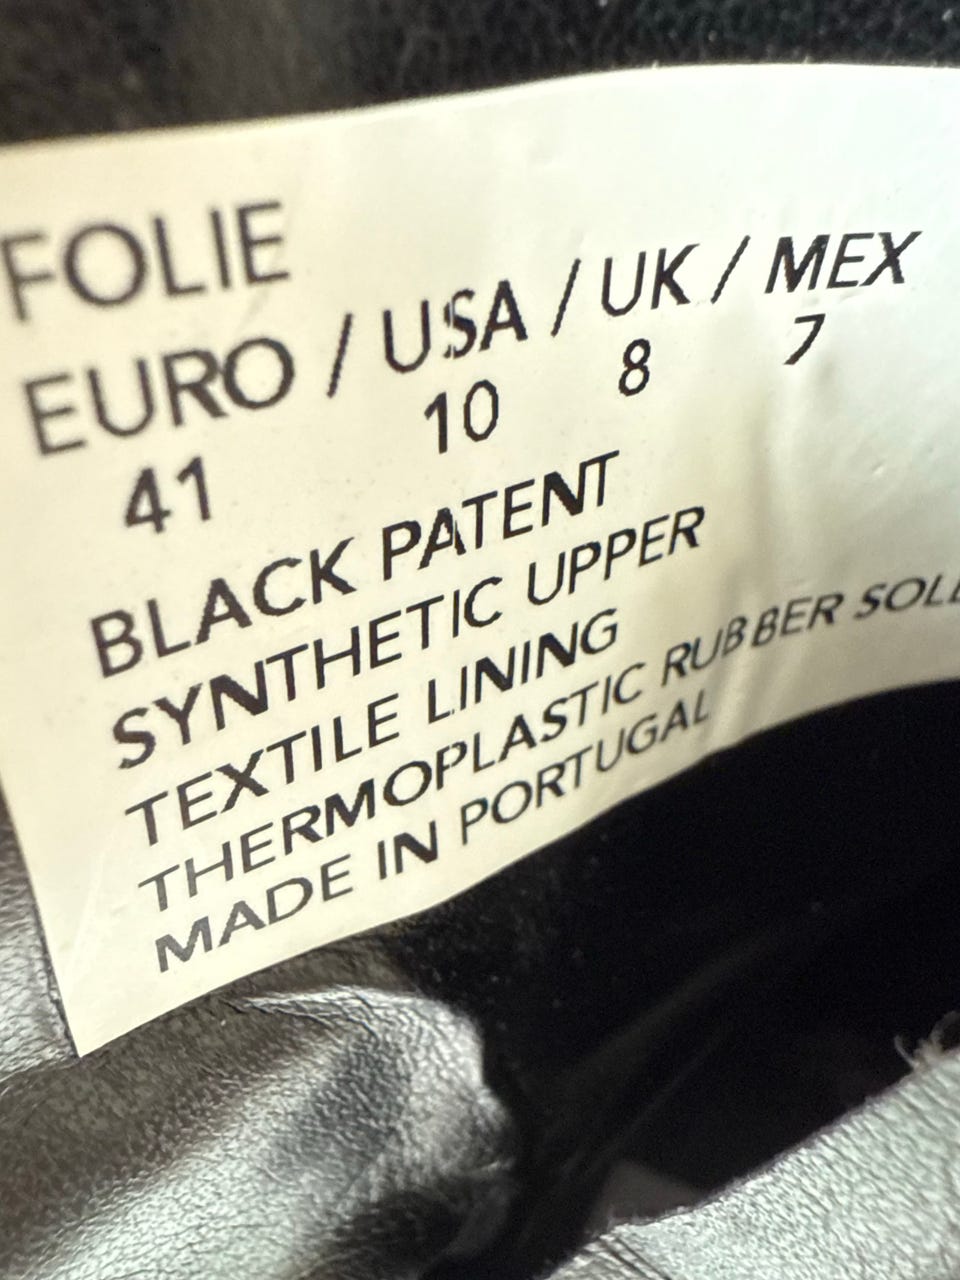 FOLIE
EURO / USA / UK / MEX
41 10 8 7
BLACK PATENT
SYNTHETIC UPPER
TEXTILE LINING
THERMOPLASTIC RUBBER SOLE
MADE IN PORTUGAL